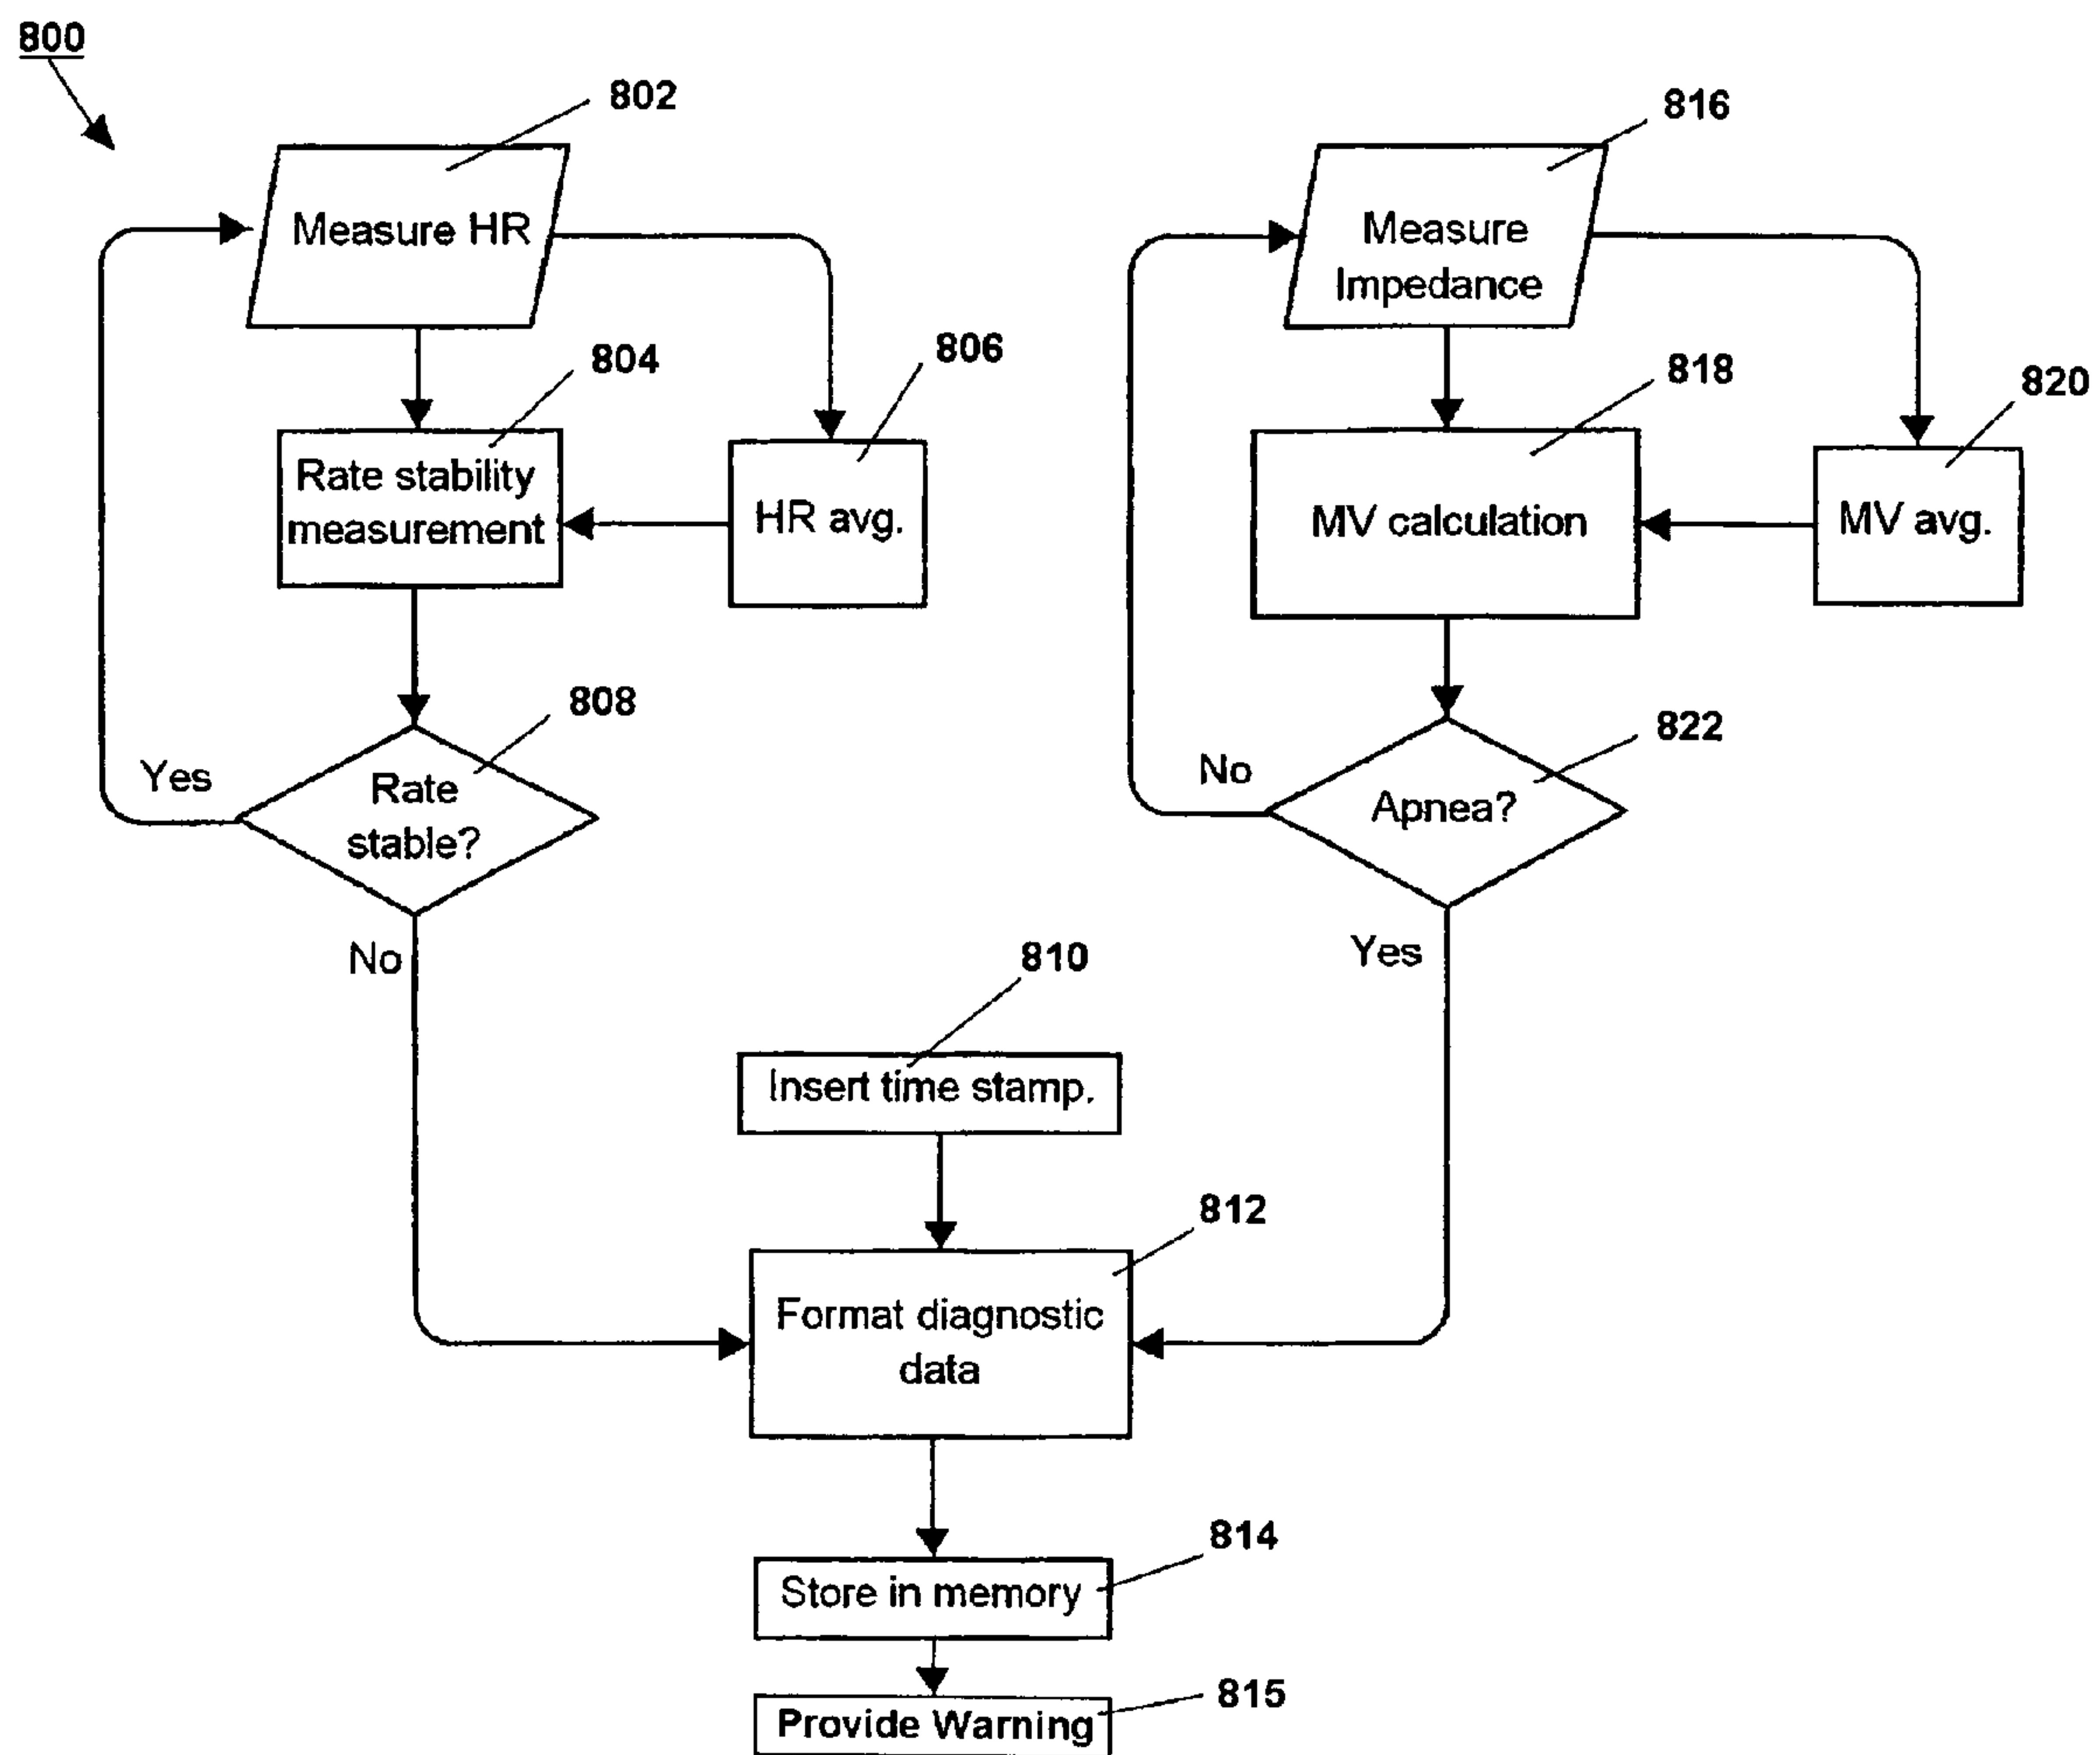 800
802
Measure HR
804
Rate stability
measurement
806
HR avg.
808
Rate
stable?
Yes
No
816
Measure
Impedance
818
MV calculation
820
MV avg.
822
Apnea?
No
Yes
810
Insert time stamp.
812
Format diagnostic
data
814
Store in memory
815
Provide Warning